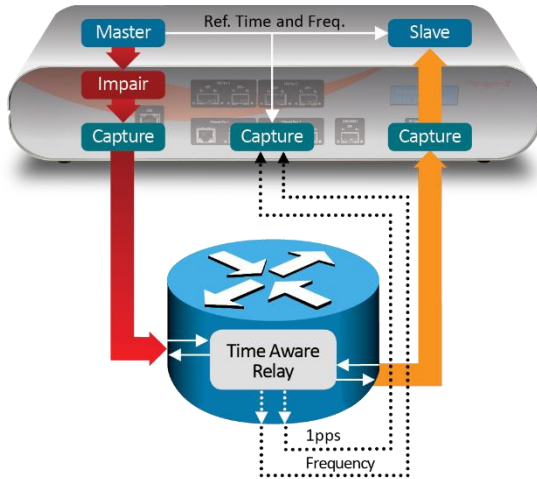 Ref. Time and Freq.
Master
Slave
Impair
Capture
Capture
Capture
Time Aware
Relay
1pps
Frequency